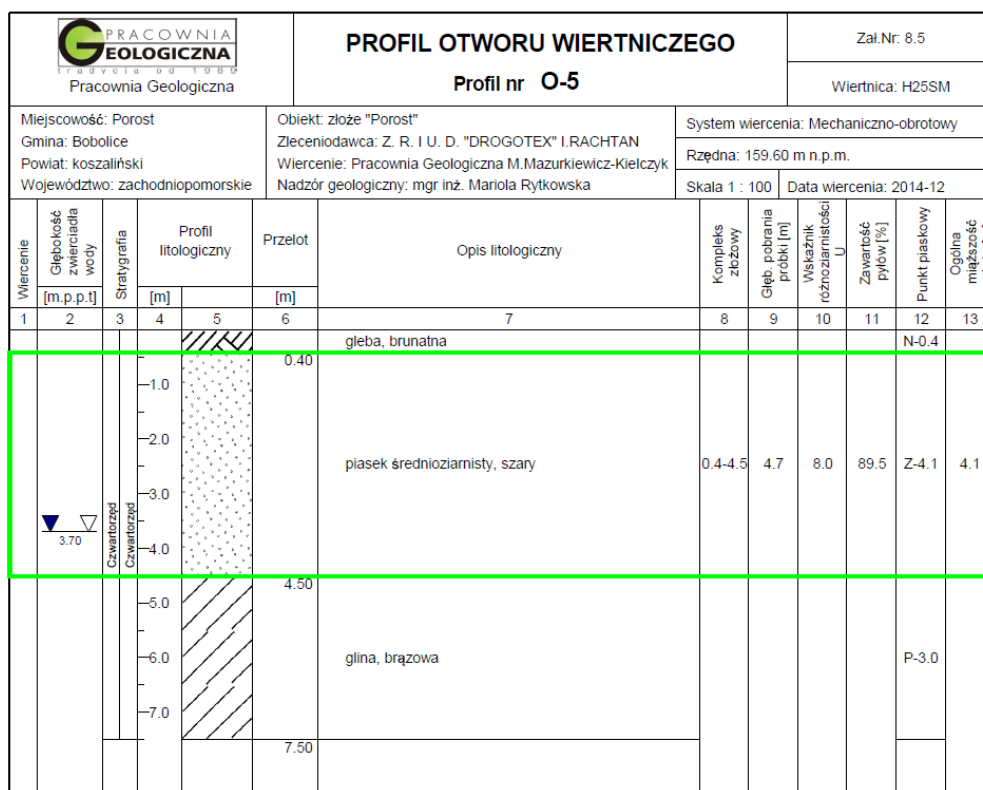 PRACOWNIA
GEOLOGICZNA
tradycja od 1989
Pracownia Geologiczna
PROFIL OTWORU WIERTNICZEGO
Profil nr O-5
Zał.Nr: 8.5
Wiertnica: H25SM
Miejscowość: Porost
Gmina: Bobolice
Powiat: koszaliński
Województwo: zachodniopomorskie
Obiekt: złoże "Porost"
Zleceniodawca: Z. R. I U. D. "DROGOTEX" I.RACHTAN
Wiercenie: Pracownia Geologiczna M.Mazurkiewicz-Kielczyk
Nadzór geologiczny: mgr inż. Mariola Rytkowska
System wiercenia: Mechaniczno-obrotowy
Rzędna: 159.60 m n.p.m.
Skala 1 : 100 Data wiercenia: 2014-12
Wiercenie
Głębokość
zwierciadła
wody
[m.p.p.t]
Stratygrafia
Profil
litologiczny
[m]
Przelot
[m]
Opis litologiczny
Kompleks
złożowy
Głęb. pobrania
próbki [m]
Wskaźnik
różnoziarnistości
U
Zawartość
pyłów [%]
Punkt piaskowy
Ogólna
miąższość
1 2 3 4 5 6 7 8 9 10 11 12 13
gleba, brunatna N-0.4
0.40
1.0
2.0
piasek średnioziarnisty, szary 0.4-4.5 4.7 8.0 89.5 Z-4.1 4.1
3.0
3.70
Czwartorzęd
Czwartorzęd
4.0
4.50
5.0
6.0 glina, brązowa P-3.0
7.0
7.50